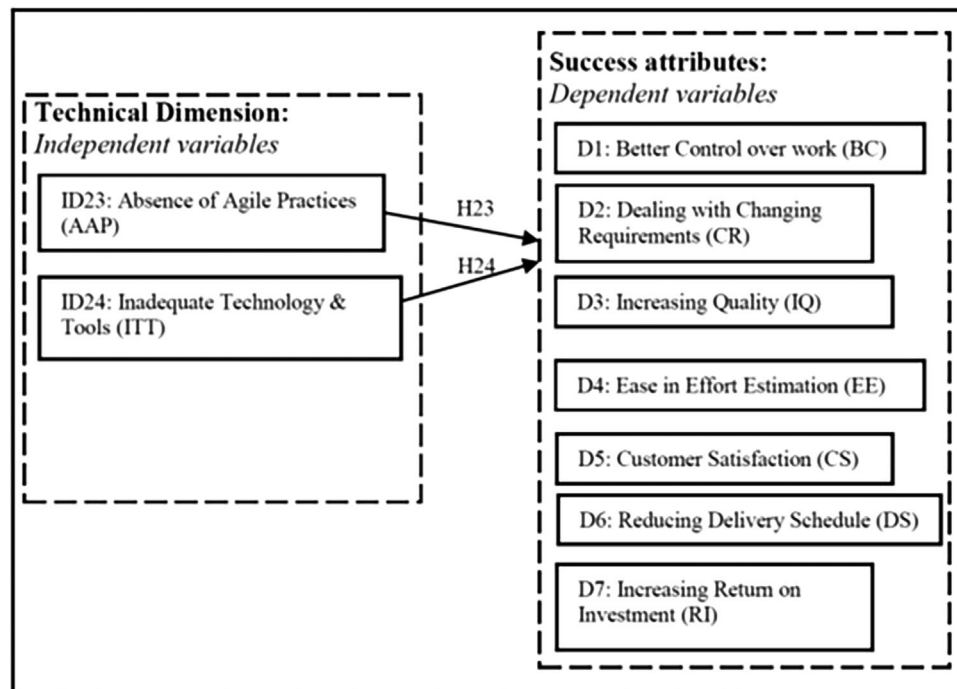 Technical Dimension:
Independent variables
ID23: Absence of Agile Practices
(AAP)
ID24: Inadequate Technology &
Tools (ITT)
H23
H24
Success attributes:
Dependent variables
D1: Better Control over work (BC)
D2: Dealing with Changing
Requirements (CR)
D3: Increasing Quality (IQ)
D4: Ease in Effort Estimation (EE)
D5: Customer Satisfaction (CS)
D6: Reducing Delivery Schedule (DS)
D7: Increasing Return on
Investment (RI)